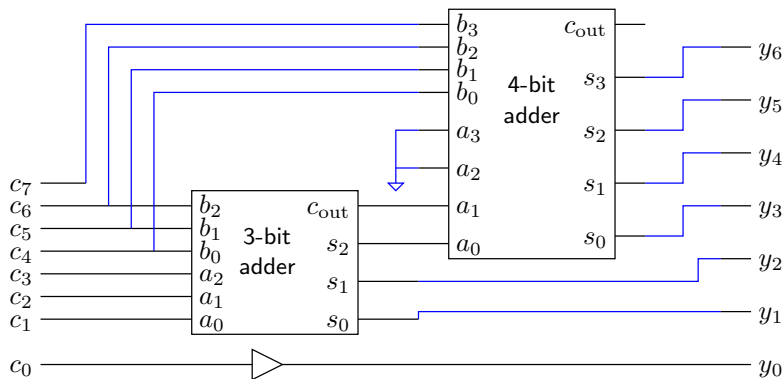 b₃ c_out
b₂ y₆
b₁ 4-bit s₃
b₀ adder y₅
a₃ s₂
y₄
a₂ s₁
c₇
c₆ b₂ c_out a₁ y₃
c₅ b₁ 3-bit s₀
c₄ b₀ adder s₂ a₀
c₃ a₂ y₂
c₂ a₁ s₁
c₁ a₀ s₀ y₁
c₀ y₀